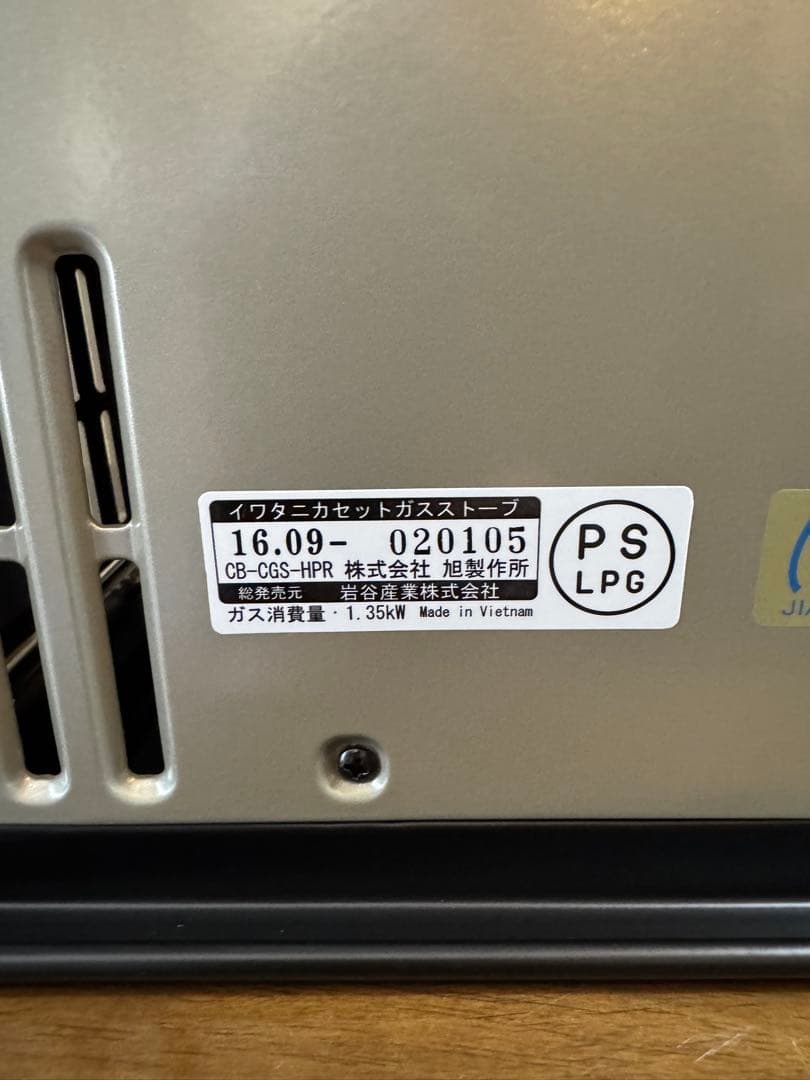 イワタニカセットガスストーブ
16.09- 020105
CB-CGS-HPR 株式会社 旭製作所
総発売元 岩谷産業株式会社
ガス消費量・1.35kW Made in Vietnam
PS
LPG